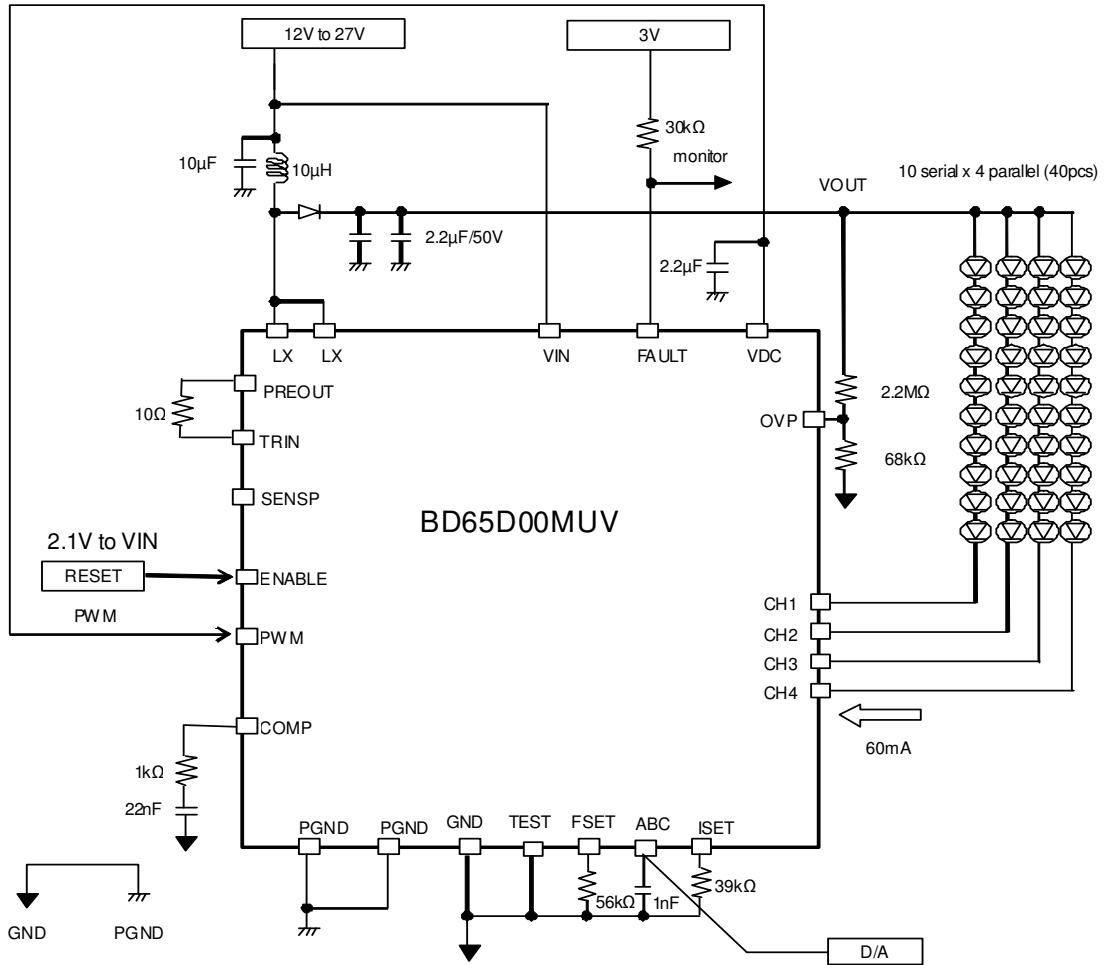 12V to 27V
3V
30kΩ
monitor
10µF
10µH
VOUT
10 serial x 4 parallel (40pcs)
2.2µF/50V
2.2µF
LX
LX
VIN
FAULT
VDC
PREOUT
10Ω
TRIN
OVP
2.2MΩ
68kΩ
SENSP
BD65D00MUV
2.1V to VIN
RESET
ENABLE
PWM
PWM
CH1
CH2
CH3
CH4
60mA
COMP
1kΩ
22nF
PGND
PGND
GND
TEST
FSET
ABC
ISET
56kΩ
1nF
39kΩ
GND
PGND
D/A